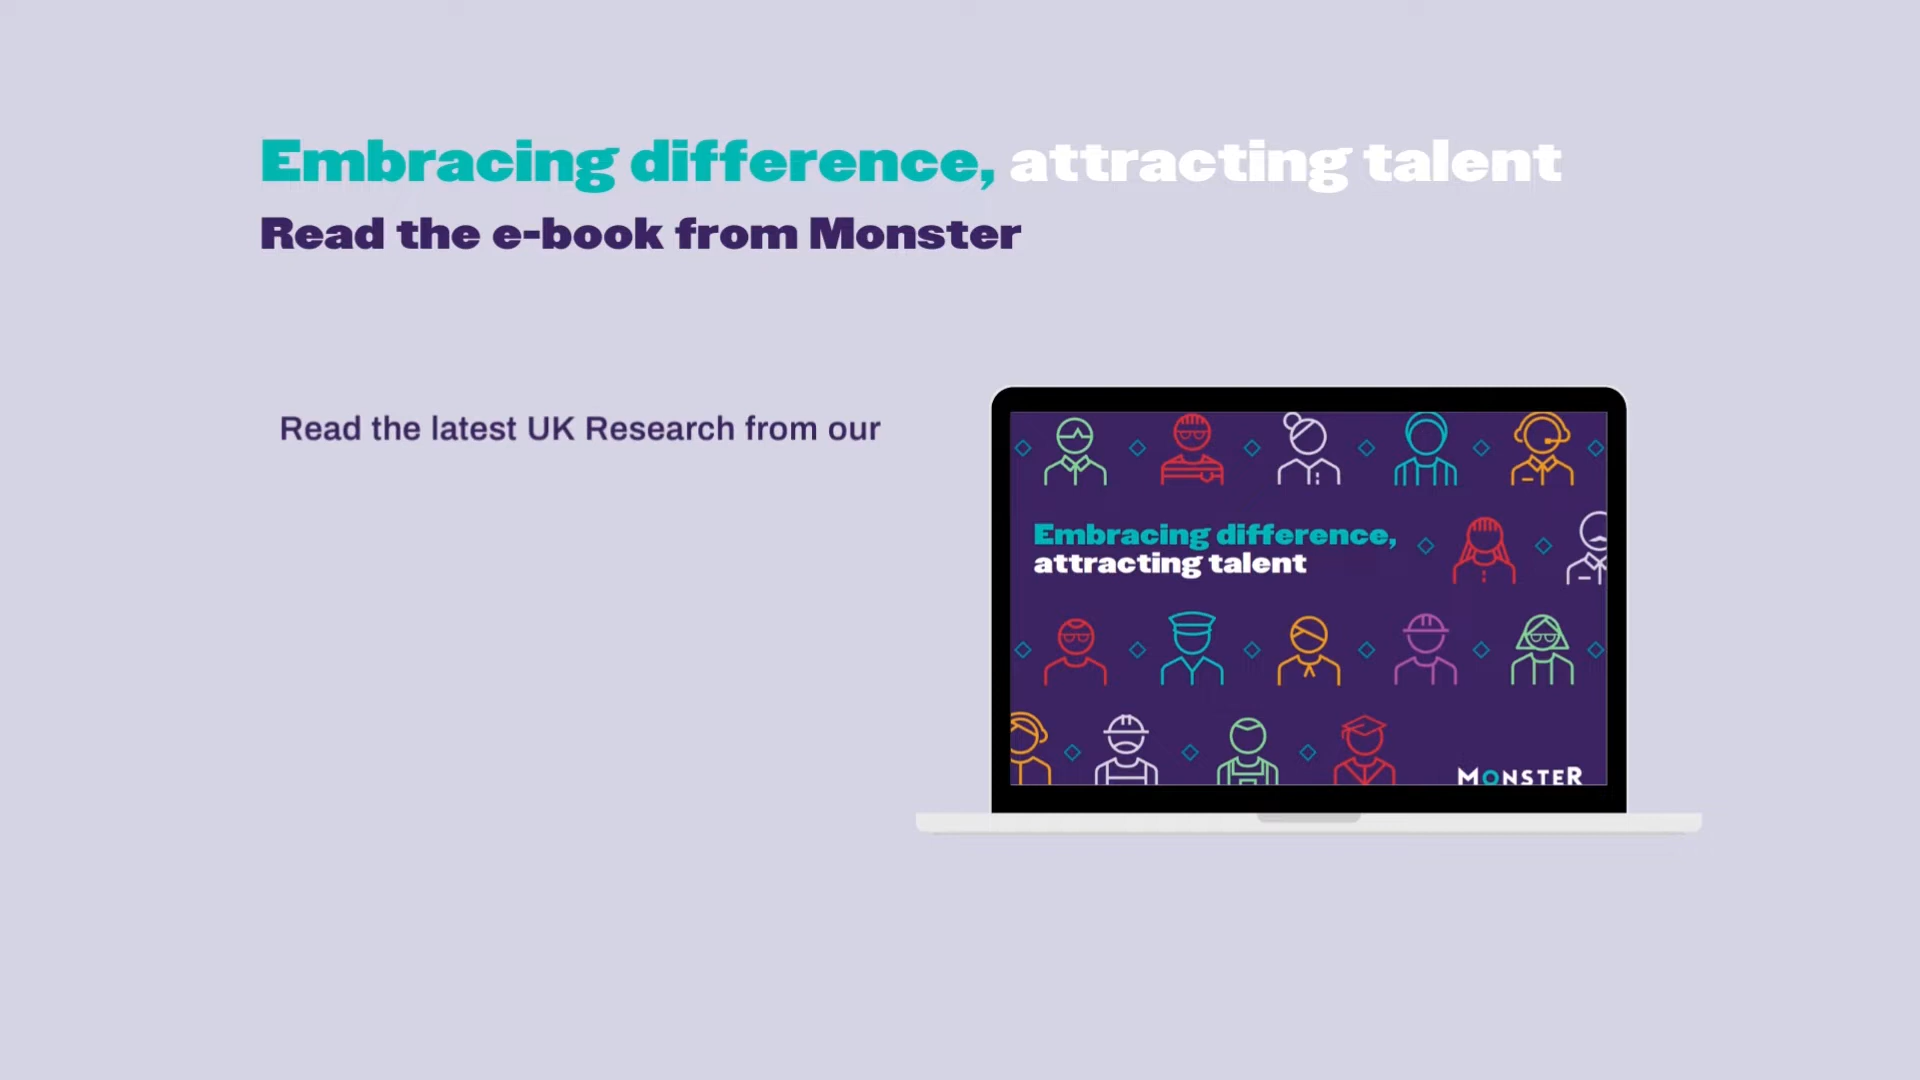 Embracing difference, attracting talent
Read the e-book from Monster
Read the latest UK Research from our
Embracing difference,
attracting talent
MONSTER